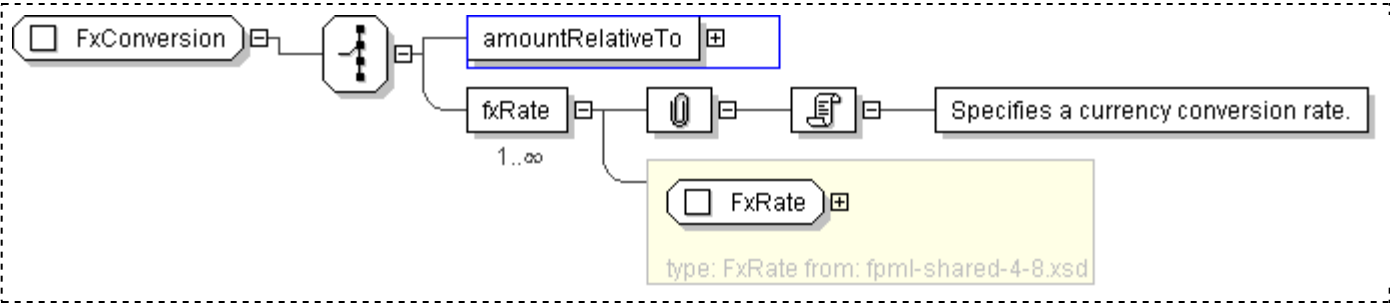 FxConversion
amountRelativeTo
fxRate
Specifies a currency conversion rate.
1..∞
FxRate
type: FxRate from: fpml-shared-4-8.xsd